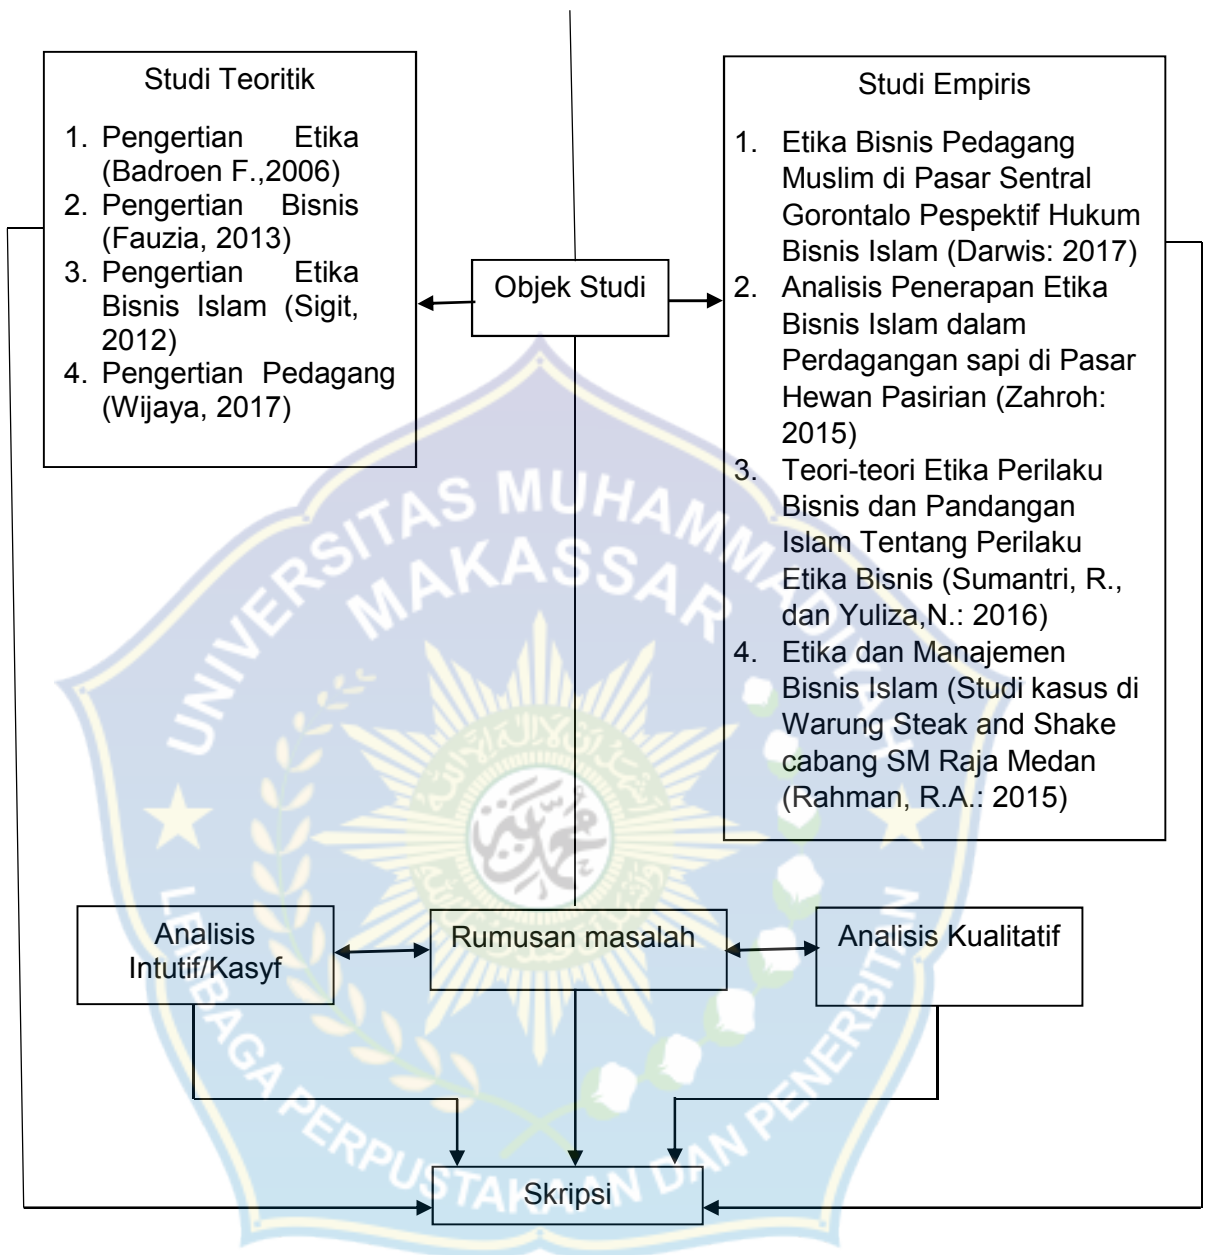 Studi Teoritik
1. Pengertian Etika
(Badroen F.,2006)
2. Pengertian Bisnis
(Fauzia, 2013)
3. Pengertian Etika
Bisnis Islam (Sigit,
2012)
4. Pengertian Pedagang
(Wijaya, 2017)
Objek Studi
Studi Empiris
1. Etika Bisnis Pedagang
Muslim di Pasar Sentral
Gorontalo Pespektif Hukum
Bisnis Islam (Darwis: 2017)
2. Analisis Penerapan Etika
Bisnis Islam dalam
Perdagangan sapi di Pasar
Hewan Pasirian (Zahroh:
2015)
3. Teori-teori Etika Perilaku
Bisnis dan Pandangan
Islam Tentang Perilaku
Etika Bisnis (Sumantri, R.,
dan Yuliza,N.: 2016)
4. Etika dan Manajemen
Bisnis Islam (Studi kasus di
Warung Steak and Shake
cabang SM Raja Medan
(Rahman, R.A.: 2015)
UNIVERSITAS MUHAMMADIYAH
MAKASSAR
Analisis
Intutif/Kasyf
Rumusan masalah
Analisis Kualitatif
LEMBAGA PERPUSTAKAAN DAN PENERBITAN
Skripsi